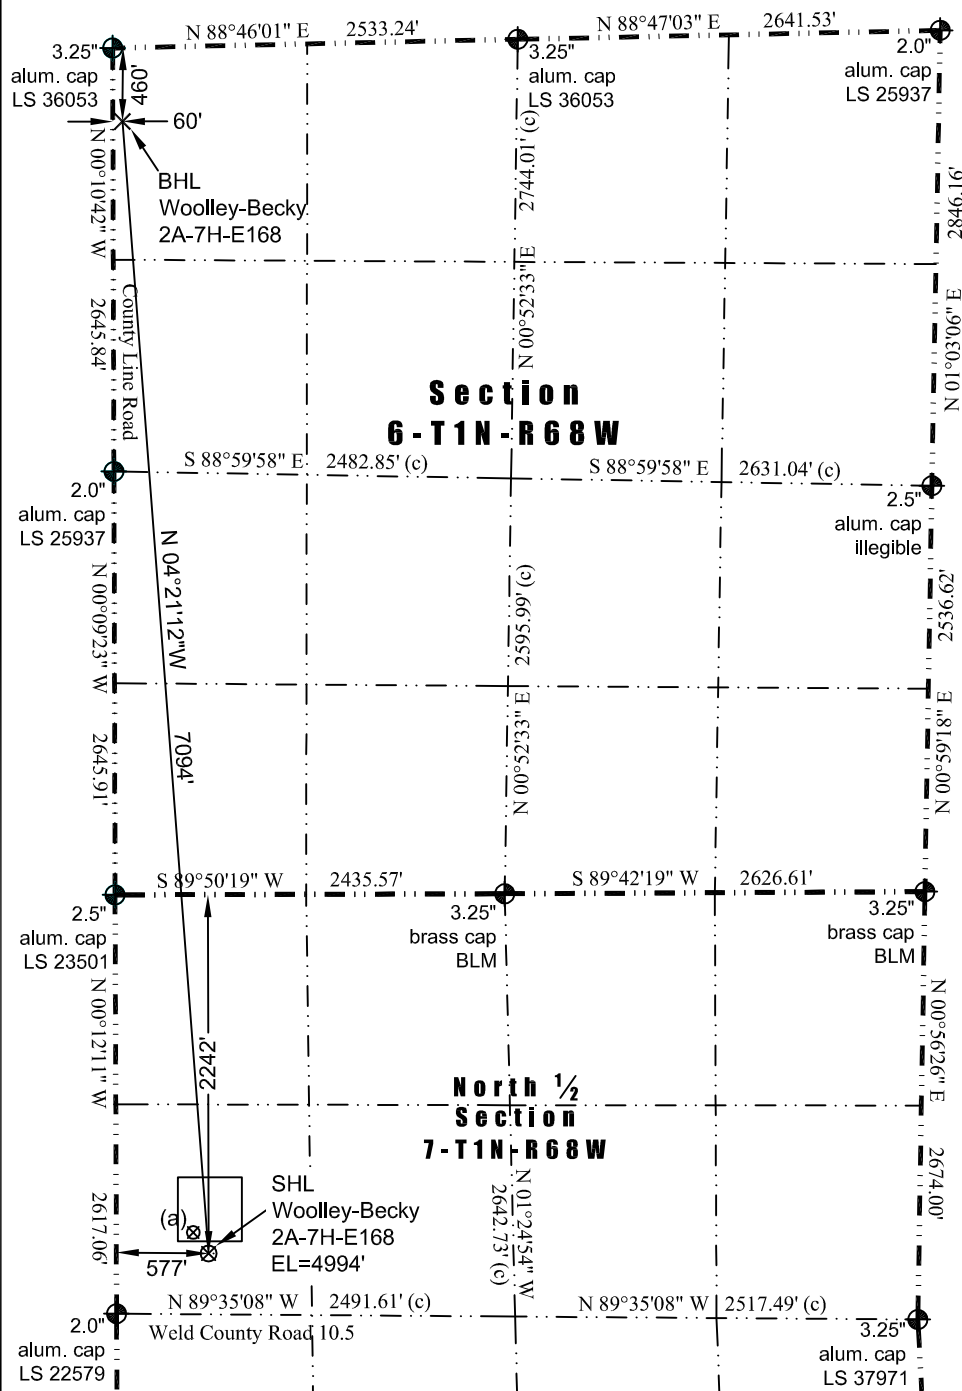 N 88°46'01" E 2533.24'
N 88°47'03" E 2641.53'
3.25"
alum. cap
LS 36053
460'
60'
3.25"
alum. cap
LS 36053
2.0"
alum. cap
LS 25937
BHL
Woolley-Becky
2A-7H-E168
N 00°10'42" W 2645.84'
County Line Road
N 00°52'33" E 2744.01' (c)
N 01°03'06" E 2846.16'
Section
6-T1N-R68W
S 88°59'58" E 2482.85' (c)
S 88°59'58" E 2631.04' (c)
2.0"
alum. cap
LS 25937
2.5"
alum. cap
illegible
N 04°21'12"W 7094'
N 00°09'23" W 2645.91'
N 00°52'33" E 2595.99' (c)
N 00°59'18" E 2536.62'
S 89°50'19" W 2435.57'
S 89°42'19" W 2626.61'
2.5"
alum. cap
LS 23501
3.25"
brass cap
BLM
3.25"
brass cap
BLM
N 00°12'11" W 2617.06'
2242'
N 00°56'26" E 2674.00'
North ½
Section
7-T1N-R68W
SHL
Woolley-Becky
2A-7H-E168
EL=4994'
(a)
577'
N 01°24'54" W
2642.73' (c)
N 89°35'08" W 2491.61' (c)
N 89°35'08" W 2517.49' (c)
Weld County Road 10.5
2.0"
alum. cap
LS 22579
3.25"
alum. cap
LS 37971